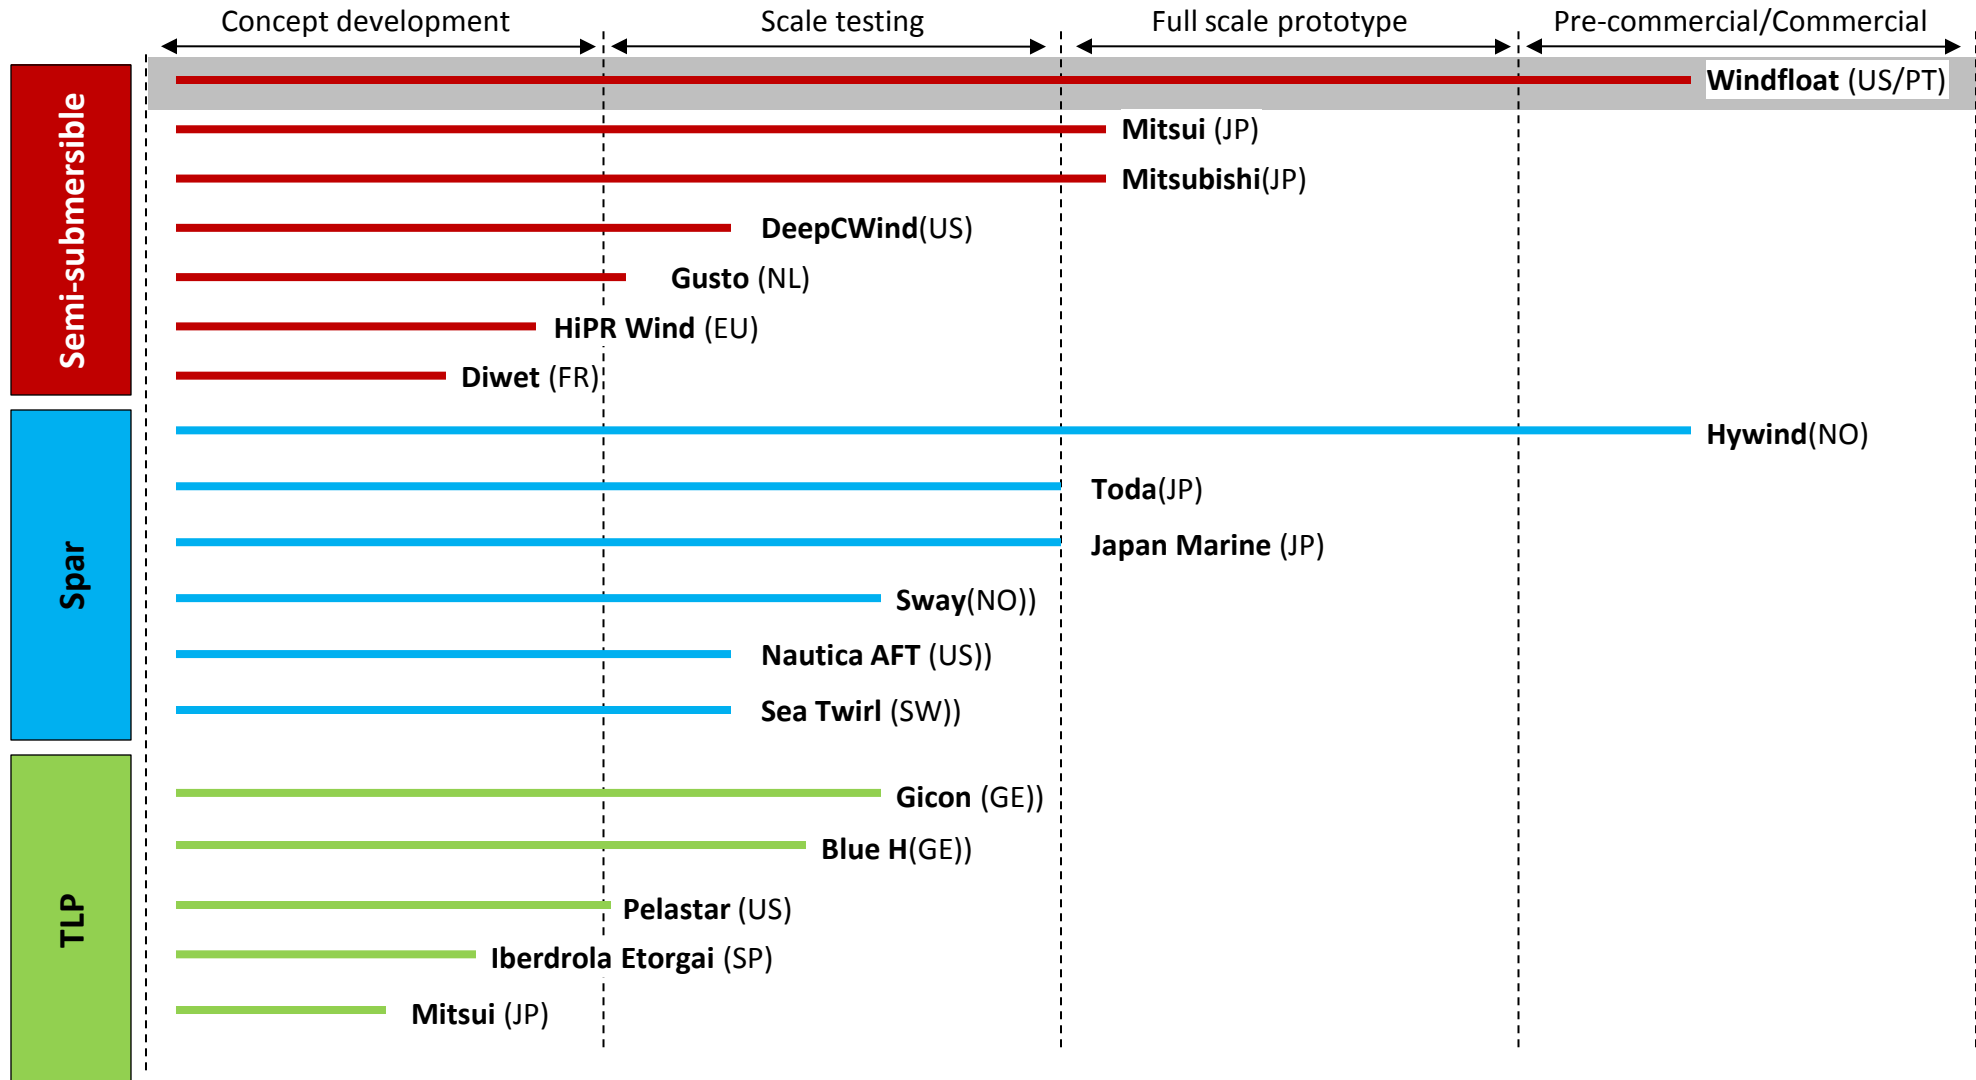 Concept development
Scale testing
Full scale prototype
Pre-commercial/Commercial
Semi-submersible
Windfloat (US/PT)
Mitsui (JP)
Mitsubishi(JP)
DeepCWind(US)
Gusto (NL)
HiPR Wind (EU)
Diwet (FR)
Spar
Hywind(NO)
Toda(JP)
Japan Marine (JP)
Sway(NO))
Nautica AFT (US))
Sea Twirl (SW))
TLP
Gicon (GE))
Blue H(GE))
Pelastar (US)
Iberdrola Etorgai (SP)
Mitsui (JP)